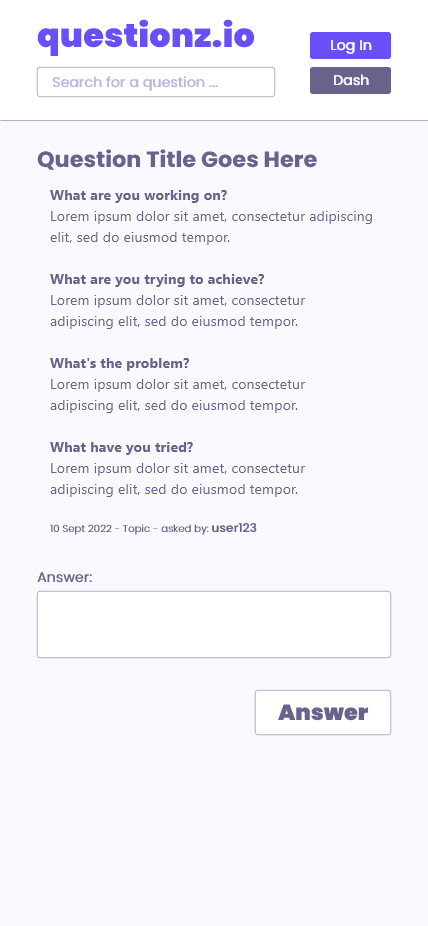 questionz.io
Log In
Search for a question ...
Dash
Question Title Goes Here
What are you working on?
Lorem ipsum dolor sit amet, consectetur adipiscing
elit, sed do eiusmod tempor.
What are you trying to achieve?
Lorem ipsum dolor sit amet, consectetur
adipiscing elit, sed do eiusmod tempor.
What's the problem?
Lorem ipsum dolor sit amet, consectetur
adipiscing elit, sed do eiusmod tempor.
What have you tried?
Lorem ipsum dolor sit amet, consectetur
adipiscing elit, sed do eiusmod tempor.
10 Sept 2022 - Topic - asked by: user123
Answer:
Answer